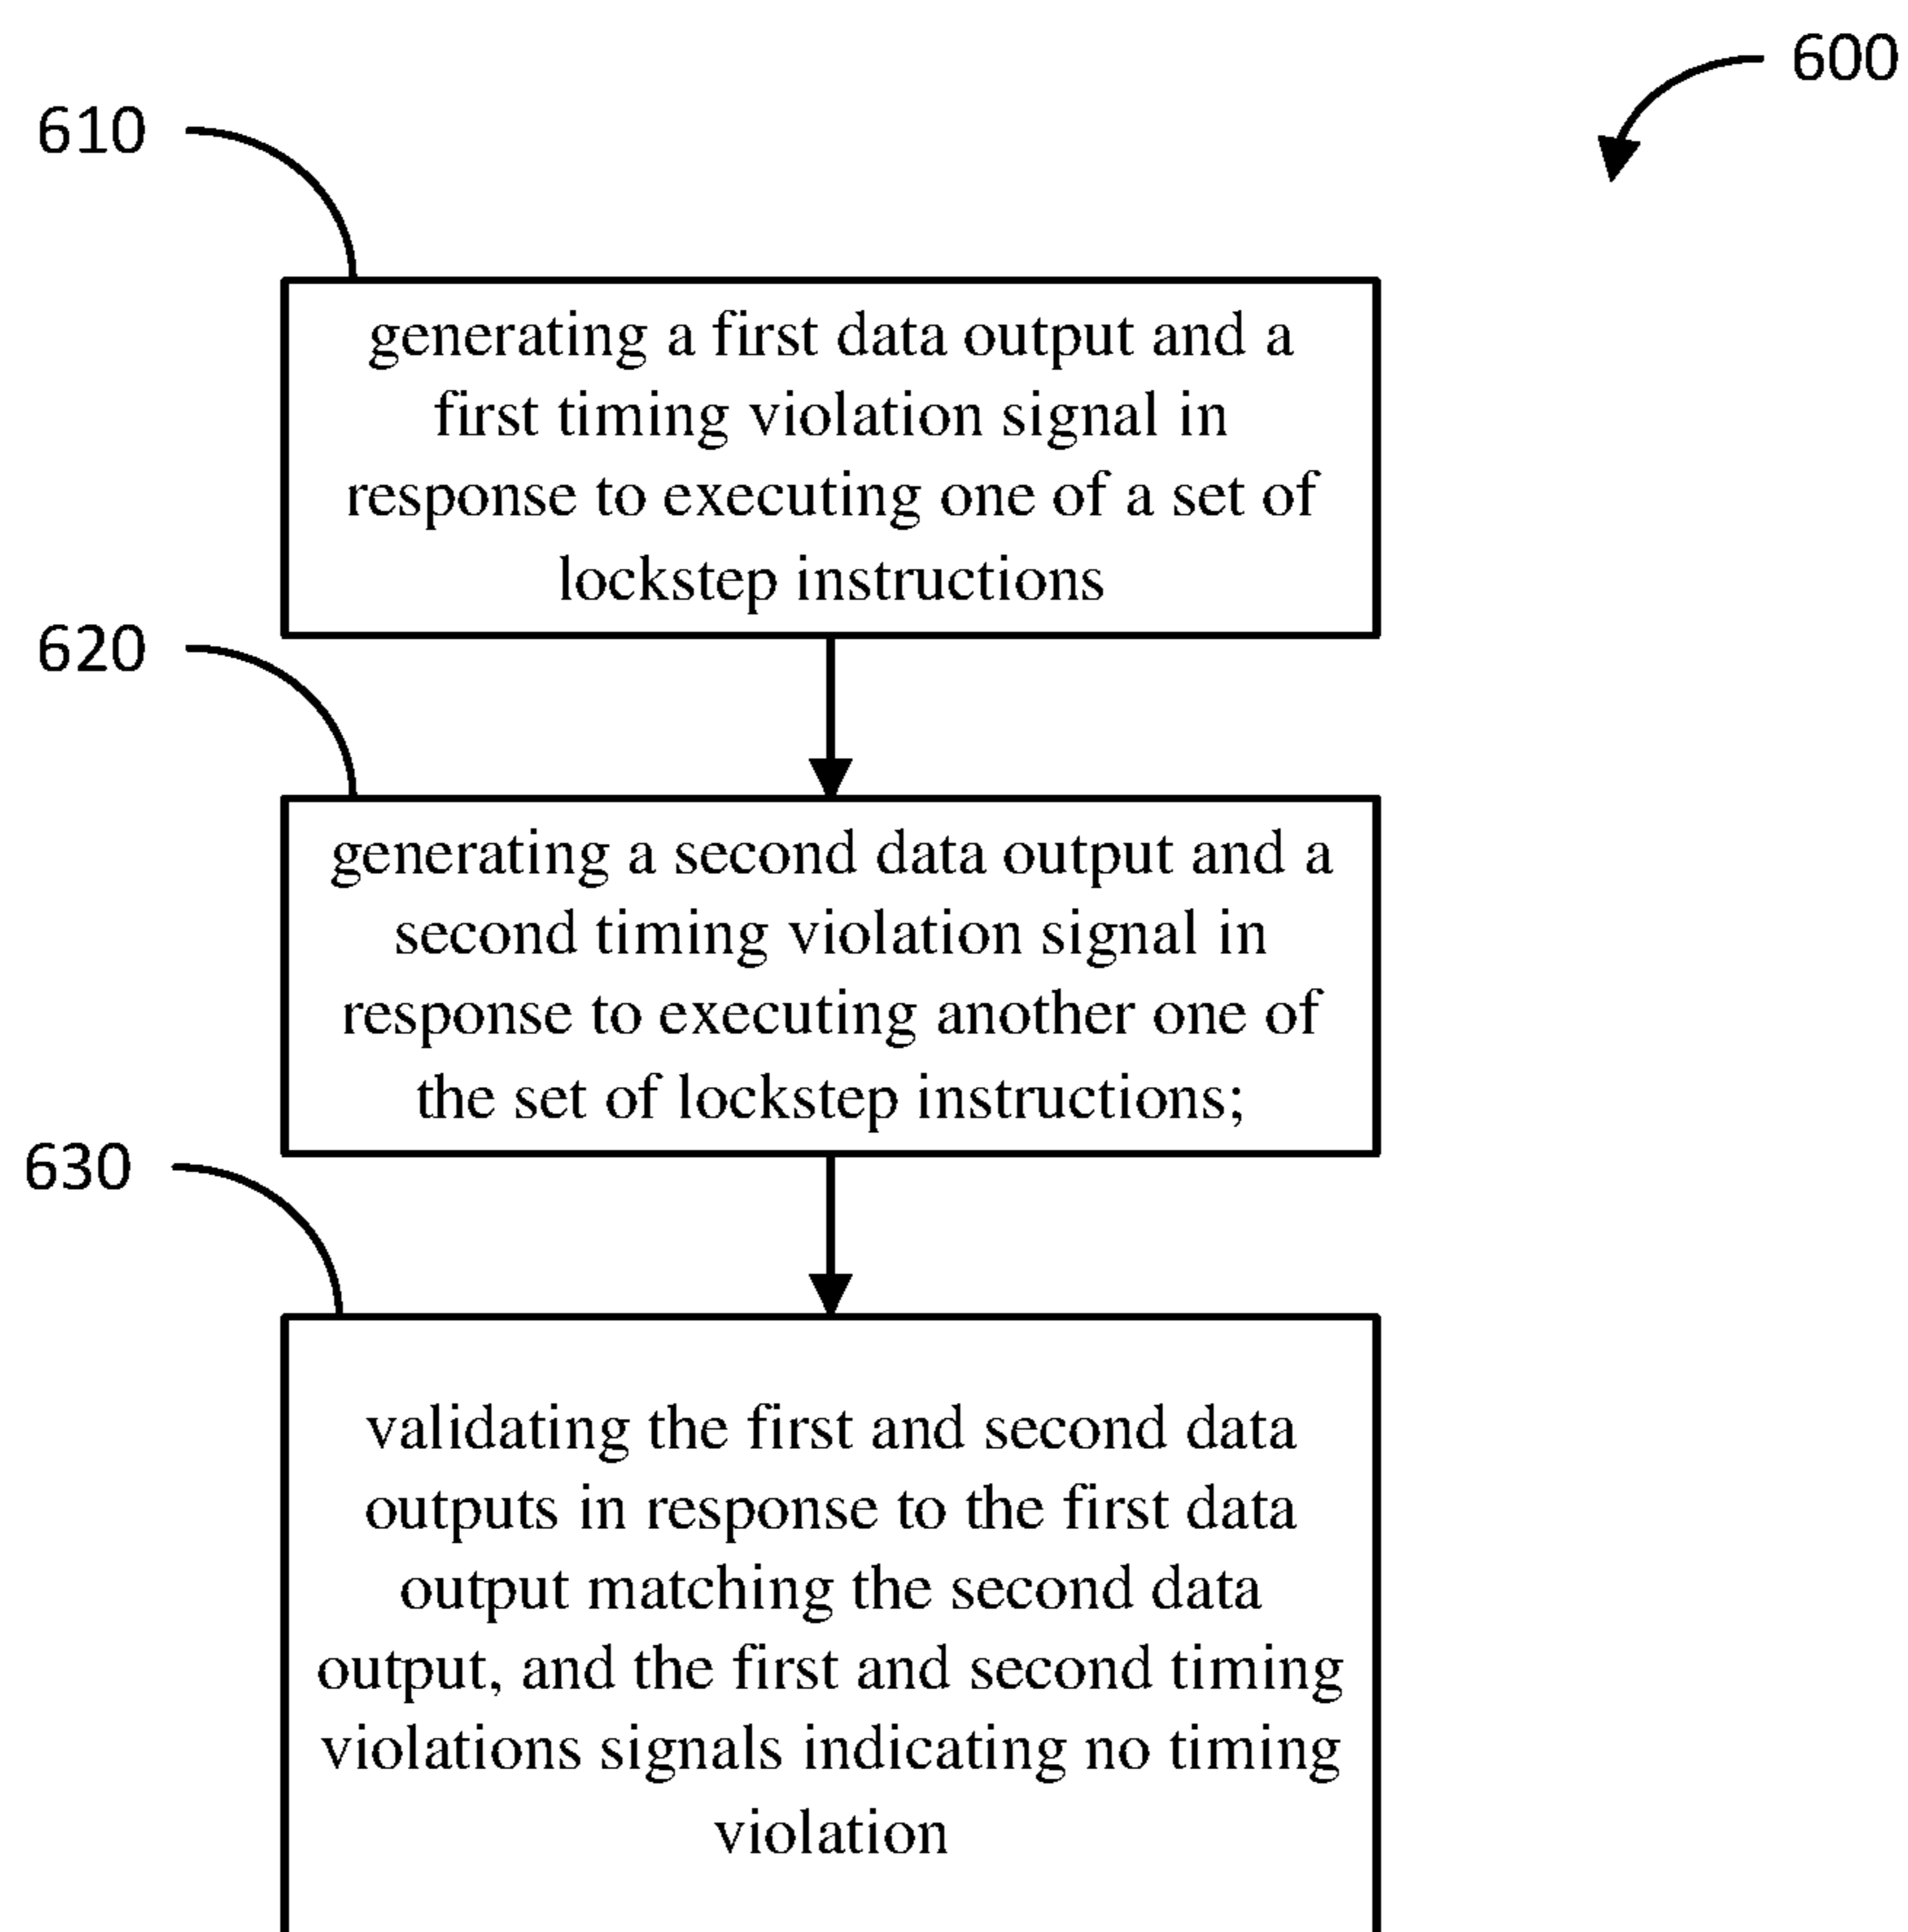 600
610
generating a first data output and a
first timing violation signal in
response to executing one of a set of
lockstep instructions
620
generating a second data output and a
second timing violation signal in
response to executing another one of
the set of lockstep instructions;
630
validating the first and second data
outputs in response to the first data
output matching the second data
output, and the first and second timing
violations signals indicating no timing
violation